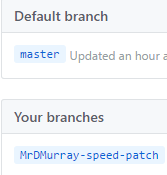 Default branch
master Updated an hour a
Your branches
MrDMurray-speed-patch